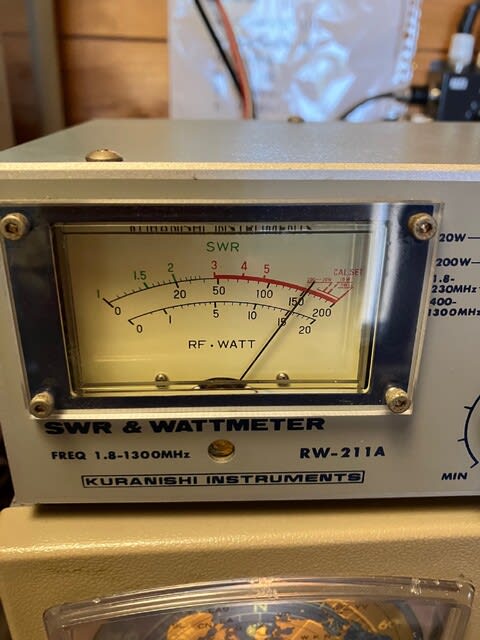 KURANISHI INSTRUMENTS
SWR
1 1.5 2 3 4 5 CAL SET
0 20 50 100 150 200
0 1 5 10 15 20
RF・WATT
20W
200W
1.8-
230MHz
400-
1300MHz
SWR & WATTMETER
FREQ 1.8-1300MHz
RW-211A
KURANISHI INSTRUMENTS
MIN
N